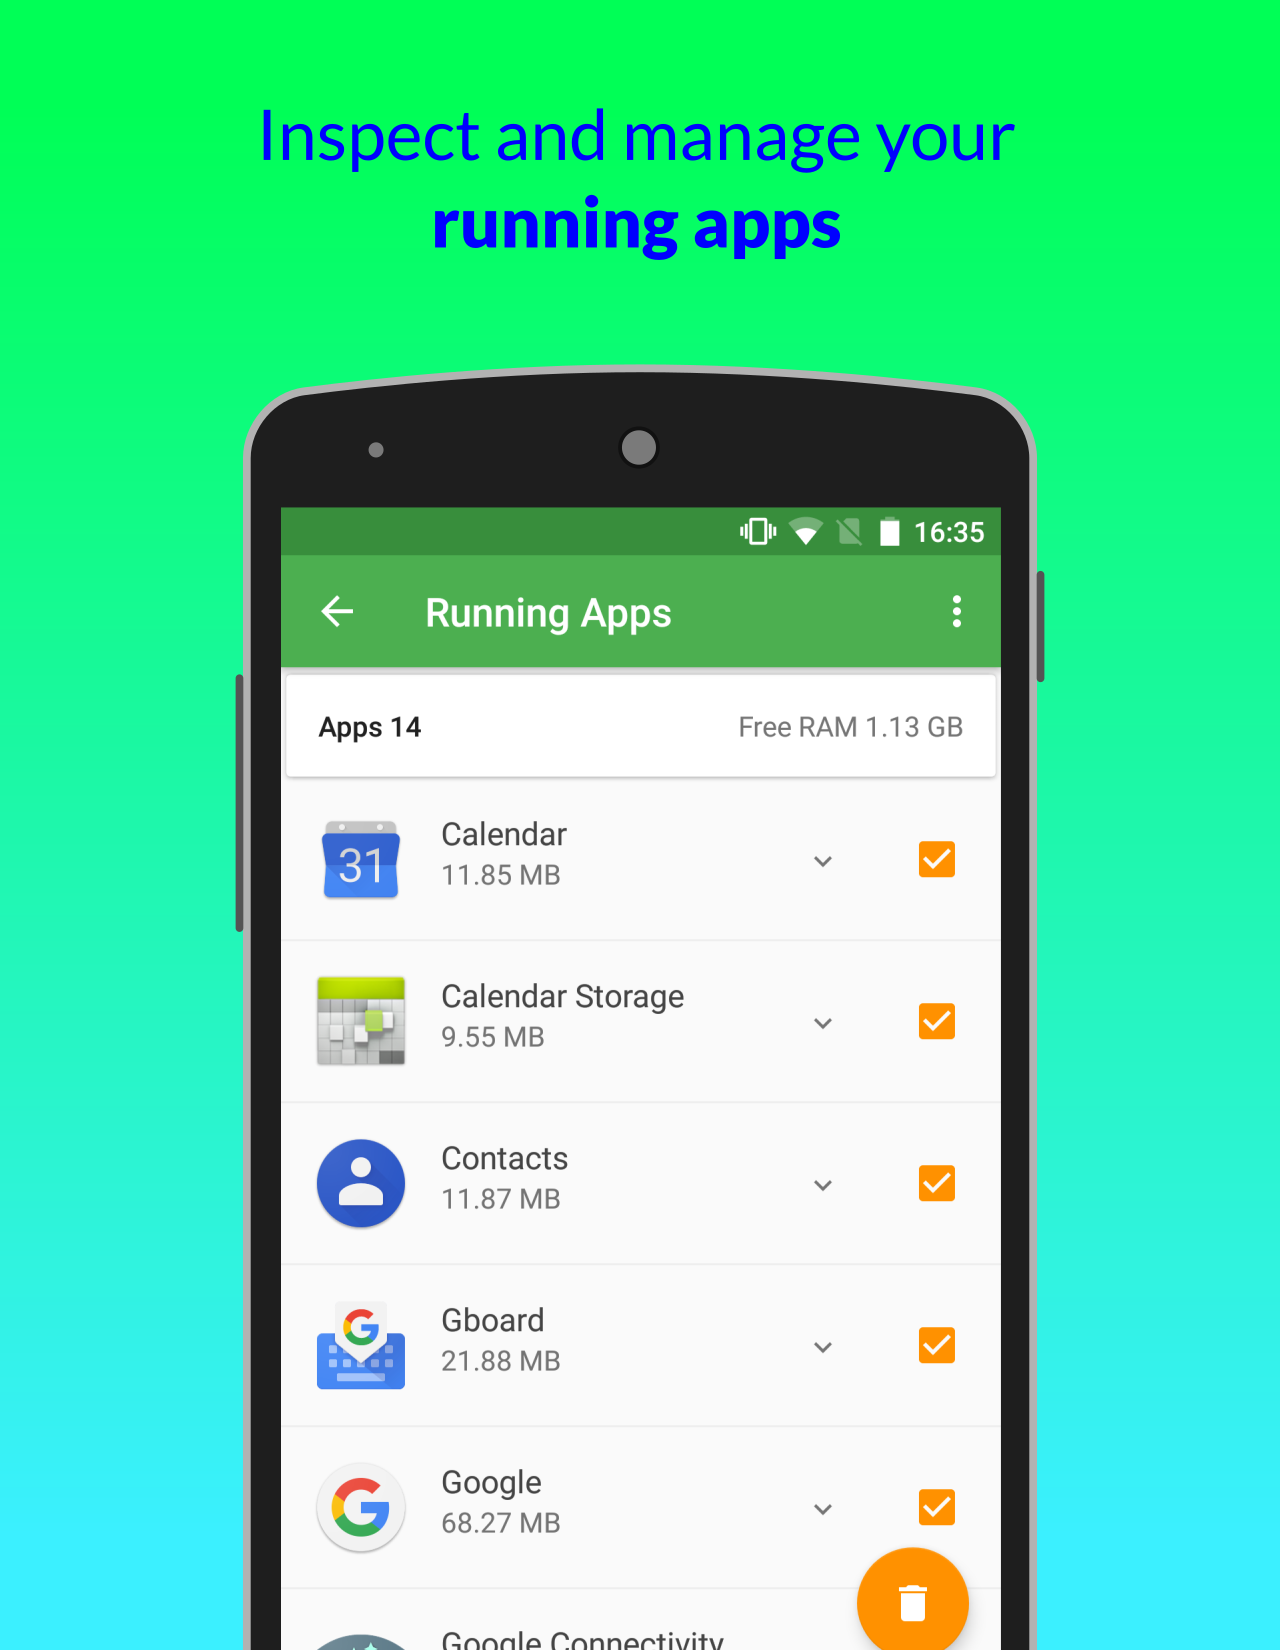 Inspect and manage your
running apps
16:35
Running Apps
Apps 14
Free RAM 1.13 GB
31
Calendar
11.85 MB
Calendar Storage
9.55 MB
Contacts
11.87 MB
G
Gboard
21.88 MB
G
Google
68.27 MB
Google Connectivity